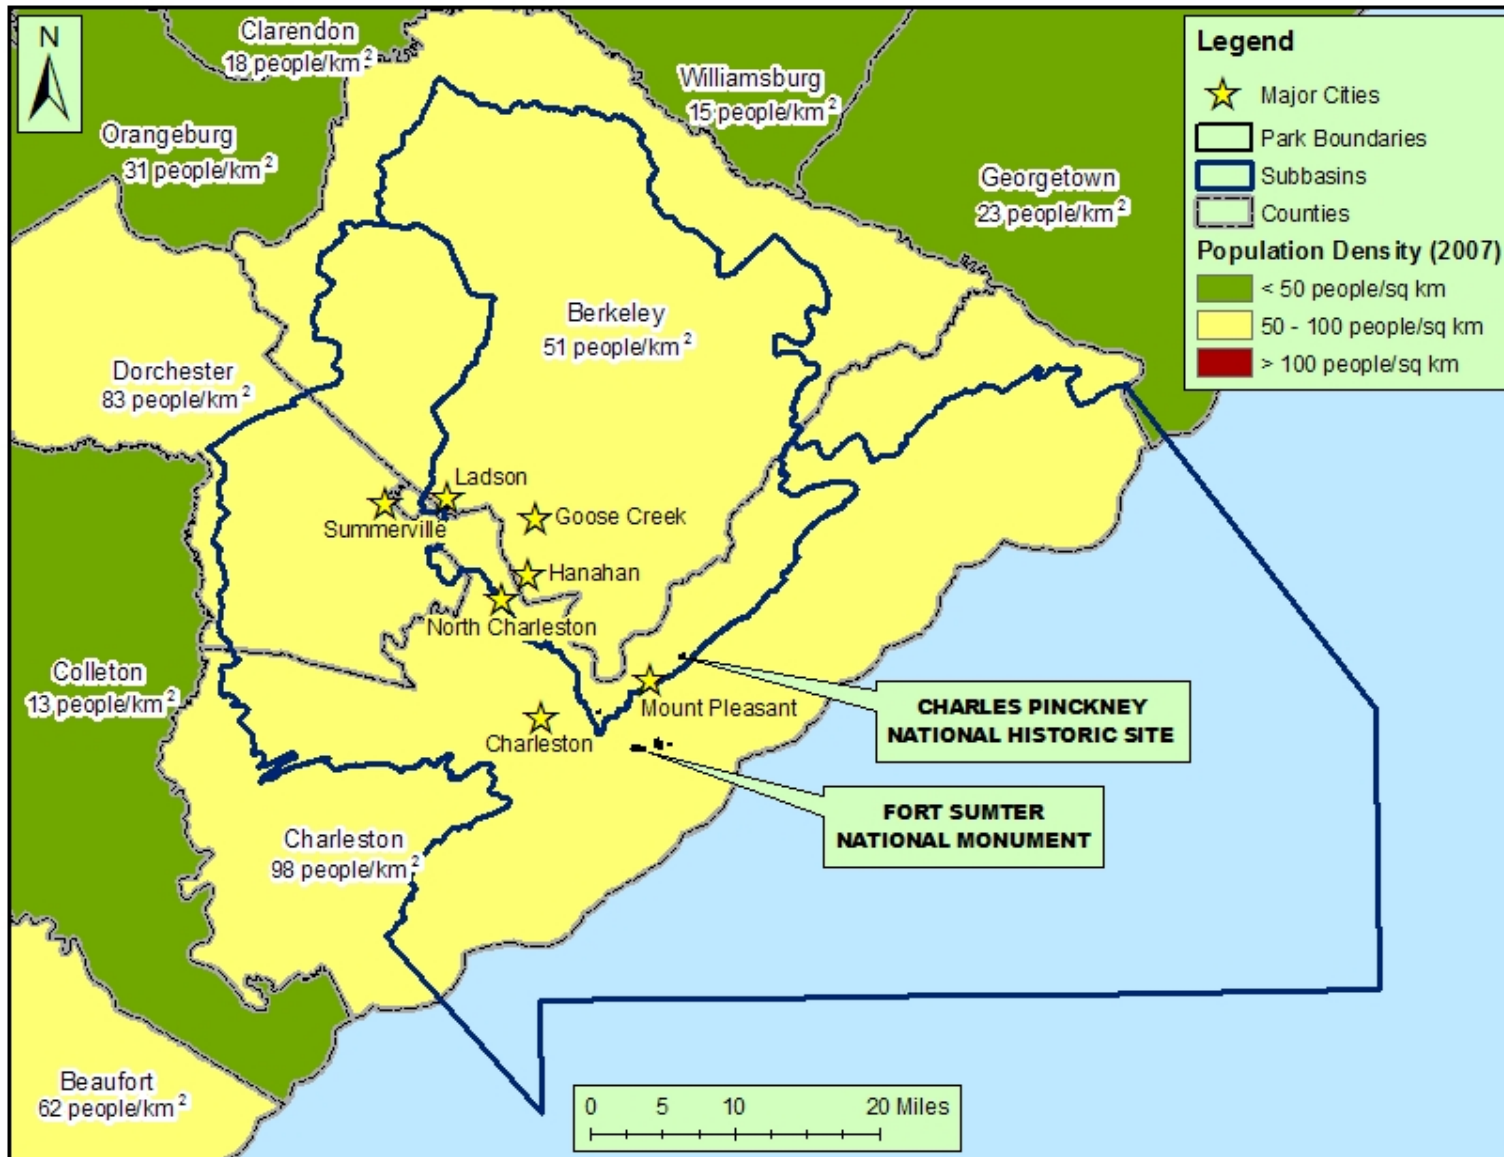 N
Clarendon
18 people/km²
Williamsburg
15 people/km²
Orangeburg
31 people/km²
Georgetown
23 people/km²
Legend
Major Cities
Park Boundaries
Subbasins
Counties
Population Density (2007)
< 50 people/sq km
50 - 100 people/sq km
> 100 people/sq km
Berkeley
51 people/km²
Dorchester
83 people/km²
Ladson
Summerville
Goose Creek
Hanahan
North Charleston
Colleton
13 people/km²
Mount Pleasant
Charleston
CHARLES PINCKNEY
NATIONAL HISTORIC SITE
FORT SUMTER
NATIONAL MONUMENT
Charleston
98 people/km²
Beaufort
62 people/km²
0 5 10 20 Miles